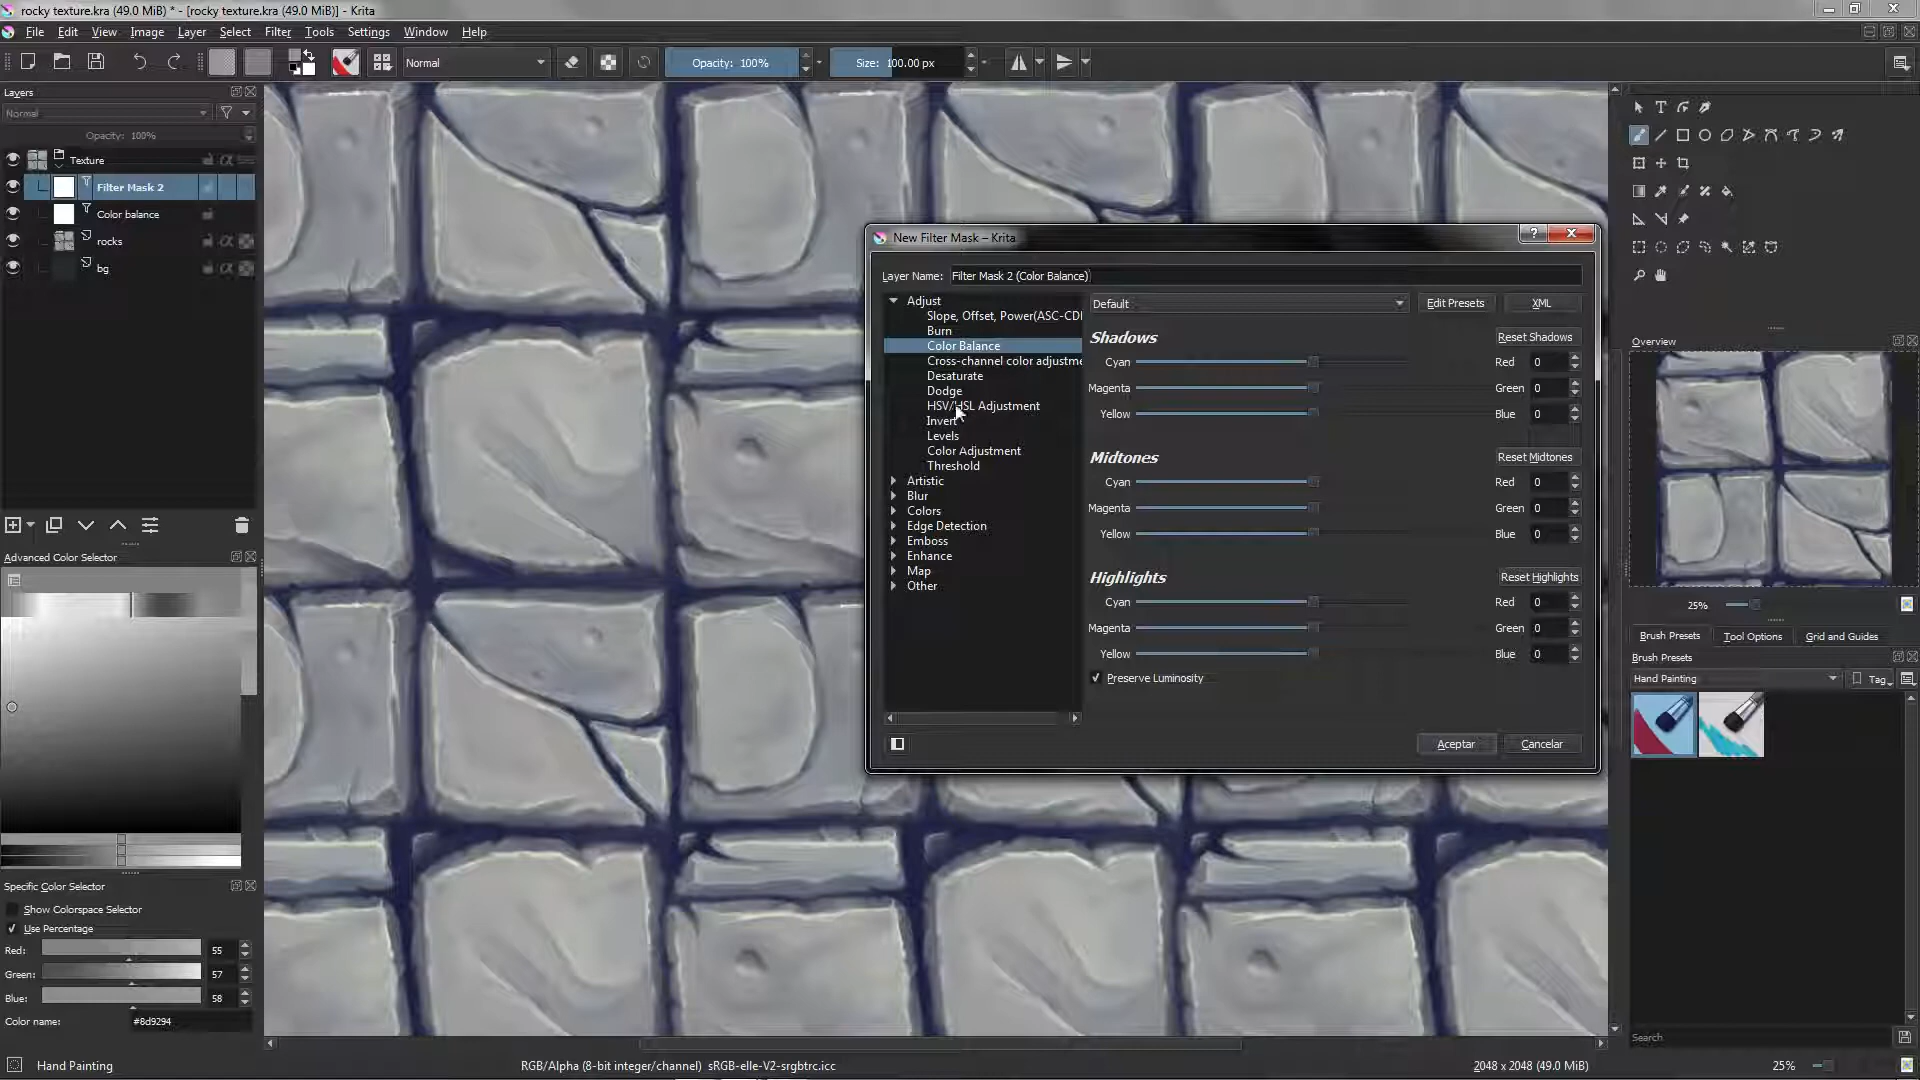 rocky texture.kra (49.0 MiB) * - [rocky texture.kra (49.0 MiB)] - Krita
File Edit View Image Layer Select Filter Tools Settings Window Help
Normal Opacity: 100% Size: 100.00 px
Layers
Normal
Opacity: 100%
Texture
Filter Mask 2
Color balance
rocks
bg
Advanced Color Selector
Specific Color Selector
Show Colorspace Selector
Use Percentage
Red: 55
Green: 57
Blue: 58
Color name: #8d9294
New Filter Mask – Krita
Layer Name: Filter Mask 2 (Color Balance)
Adjust
Slope, Offset, Power(ASC-CDL
Burn
Color Balance
Cross-channel color adjustme
Desaturate
Dodge
HSV/HSL Adjustment
Invert
Levels
Color Adjustment
Threshold
Artistic
Blur
Colors
Edge Detection
Emboss
Enhance
Map
Other
Default Edit Presets XML
Shadows Reset Shadows
Cyan Red 0
Magenta Green 0
Yellow Blue 0
Midtones Reset Midtones
Cyan Red 0
Magenta Green 0
Yellow Blue 0
Highlights Reset Highlights
Cyan Red 0
Magenta Green 0
Yellow Blue 0
Preserve Luminosity
Aceptar Cancelar
Overview
25%
Brush Presets Tool Options Grid and Guides
Brush Presets
Hand Painting Tag
Search
Hand Painting
RGB/Alpha (8-bit integer/channel) sRGB-elle-V2-srgbtrc.icc
2048 x 2048 (49.0 MiB)
25%